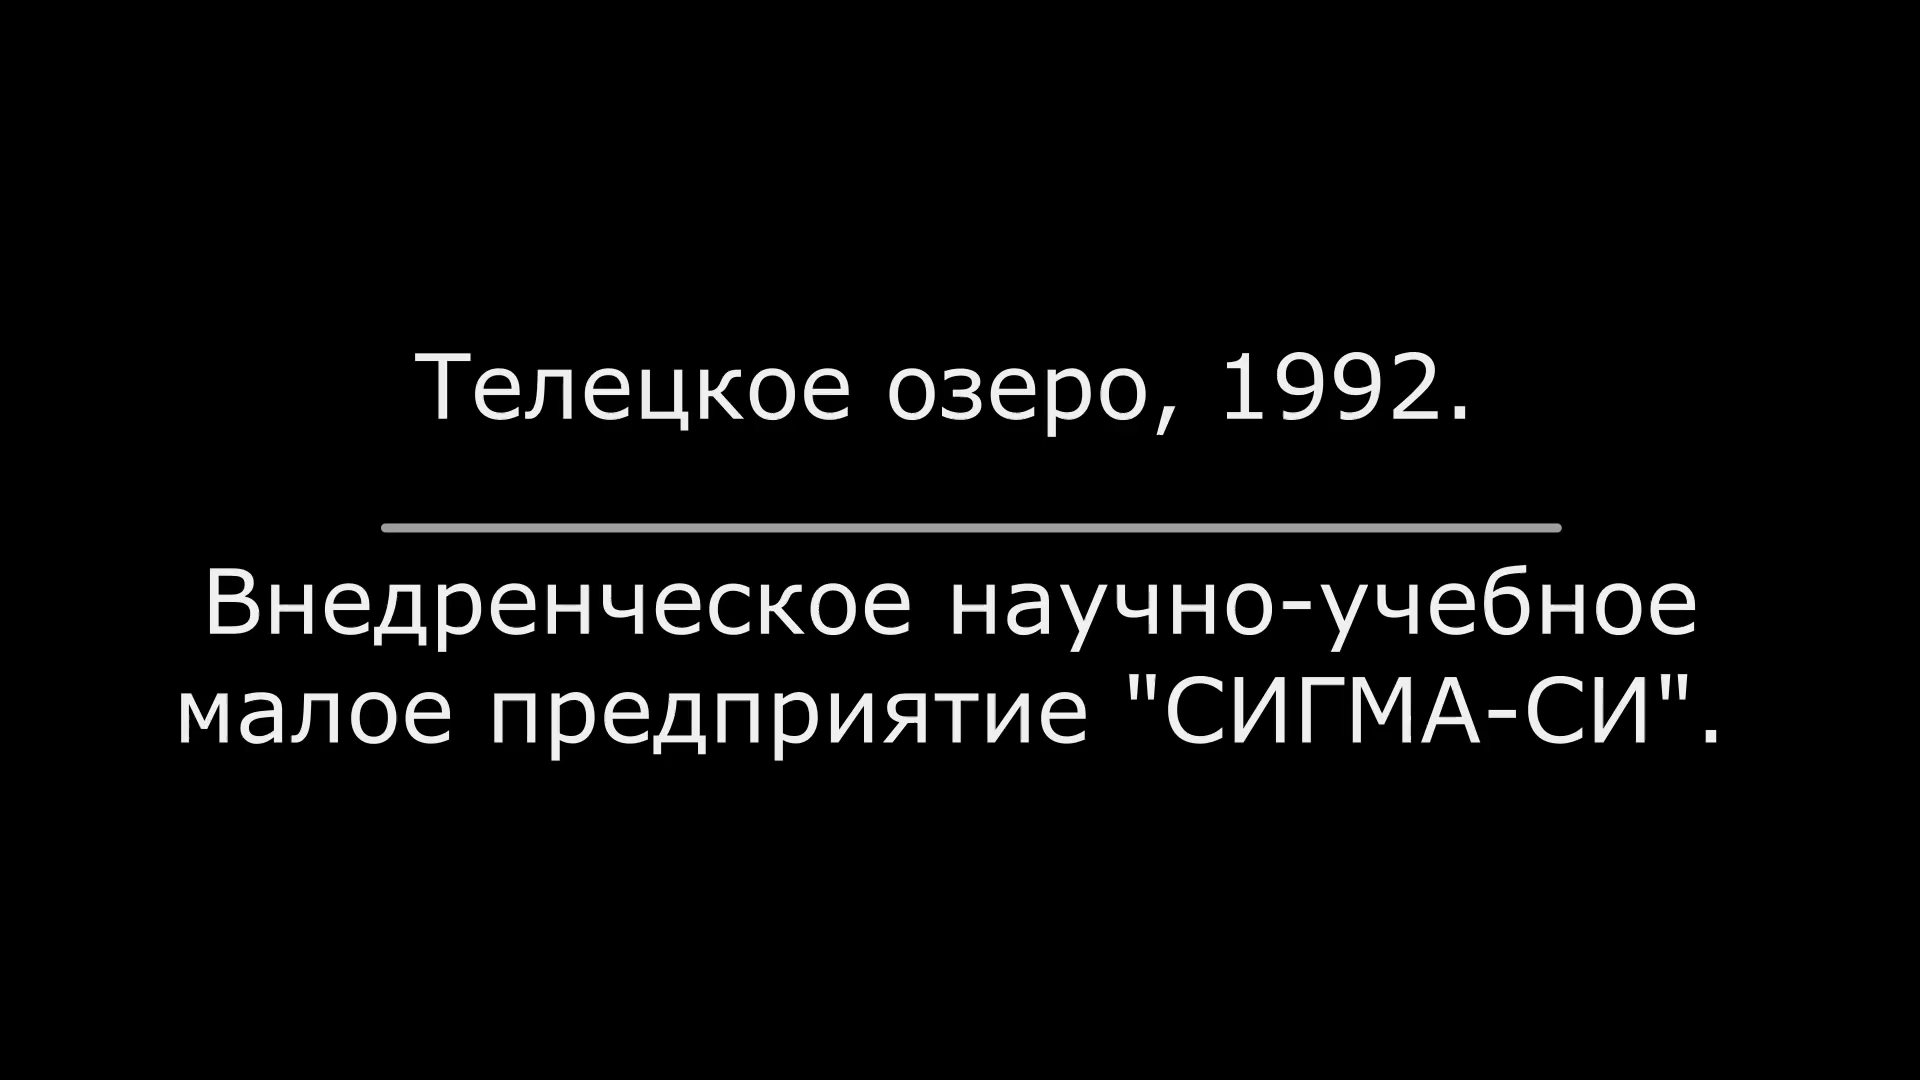 Телецкое озеро, 1992.
Внедренческое научно-учебное
малое предприятие "СИГМА-СИ".